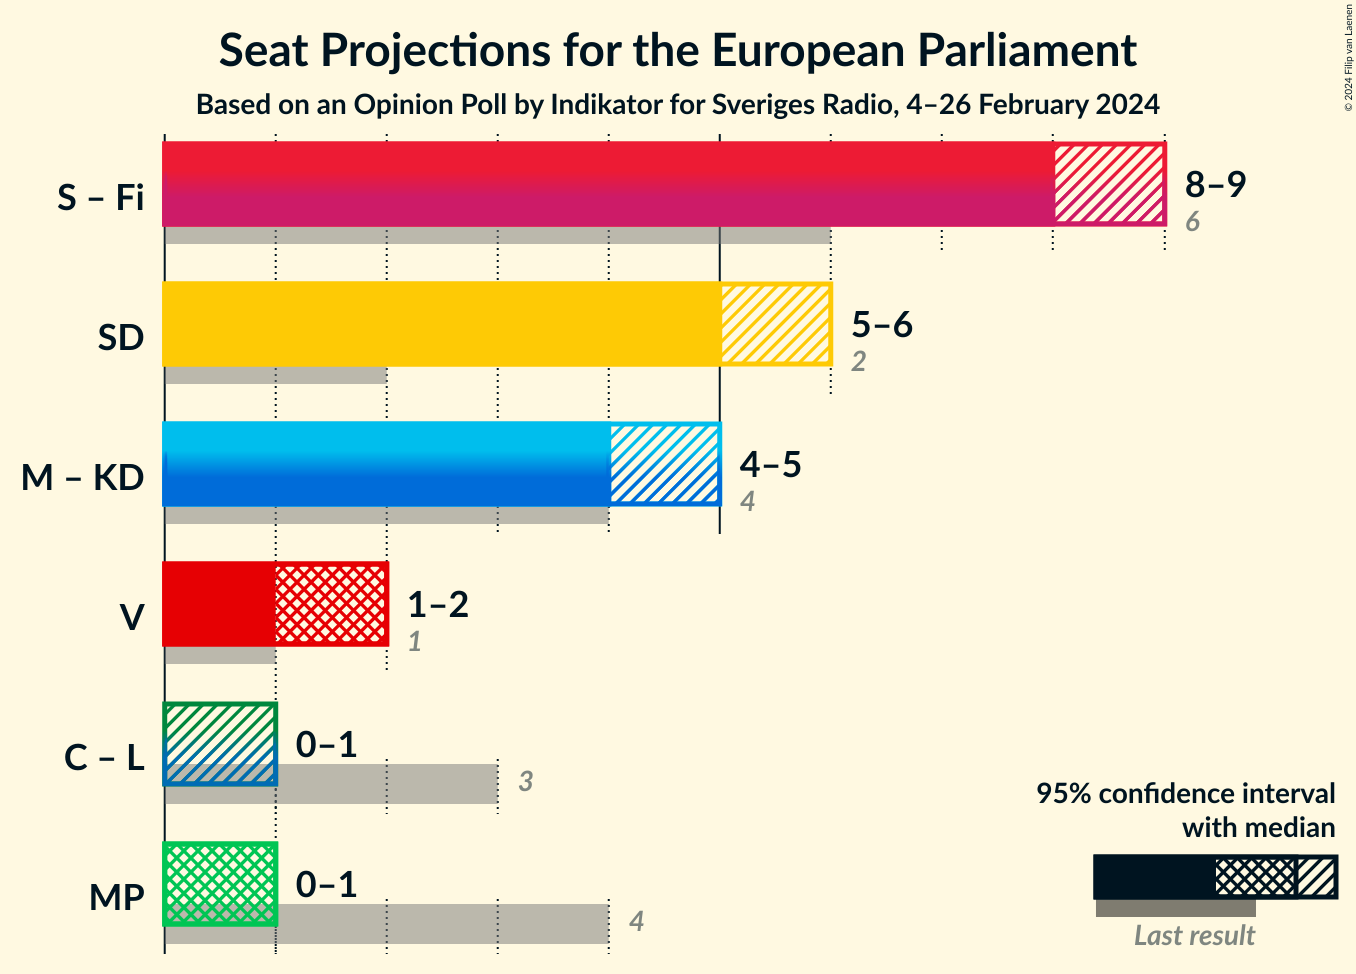 Seat Projections for the European Parliament
Based on an Opinion Poll by Indikator for Sveriges Radio, 4–26 February 2024
© 2024 Filip van Laenen
S – Fi
8–9
6
SD
5–6
2
M – KD
4–5
4
V
1–2
1
C – L
0–1
3
MP
0–1
4
95% confidence interval
with median
Last result